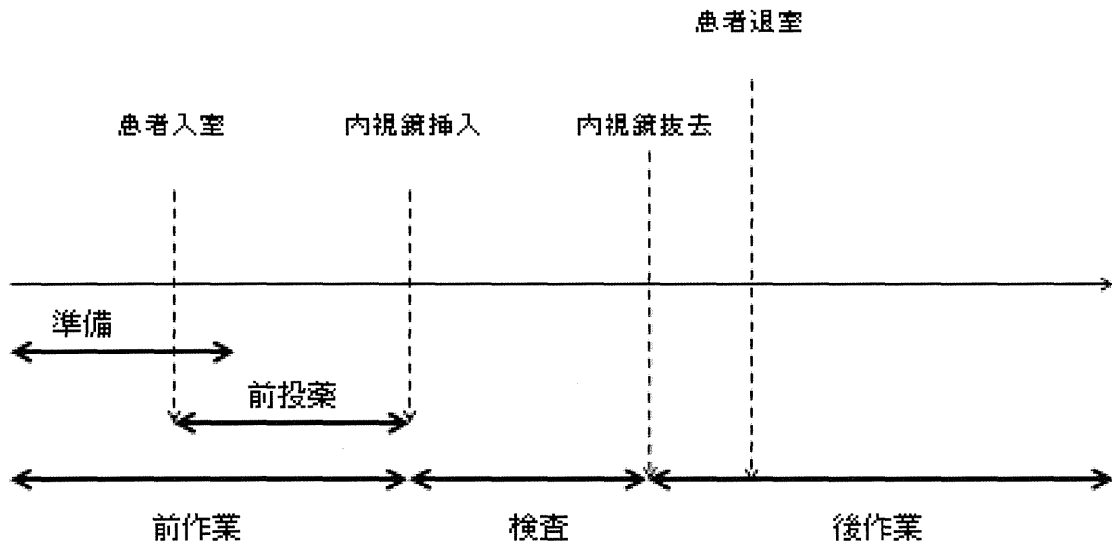 患者退室
患者入室
内視鏡挿入
内視鏡抜去
準備
前投薬
前作業
検査
後作業